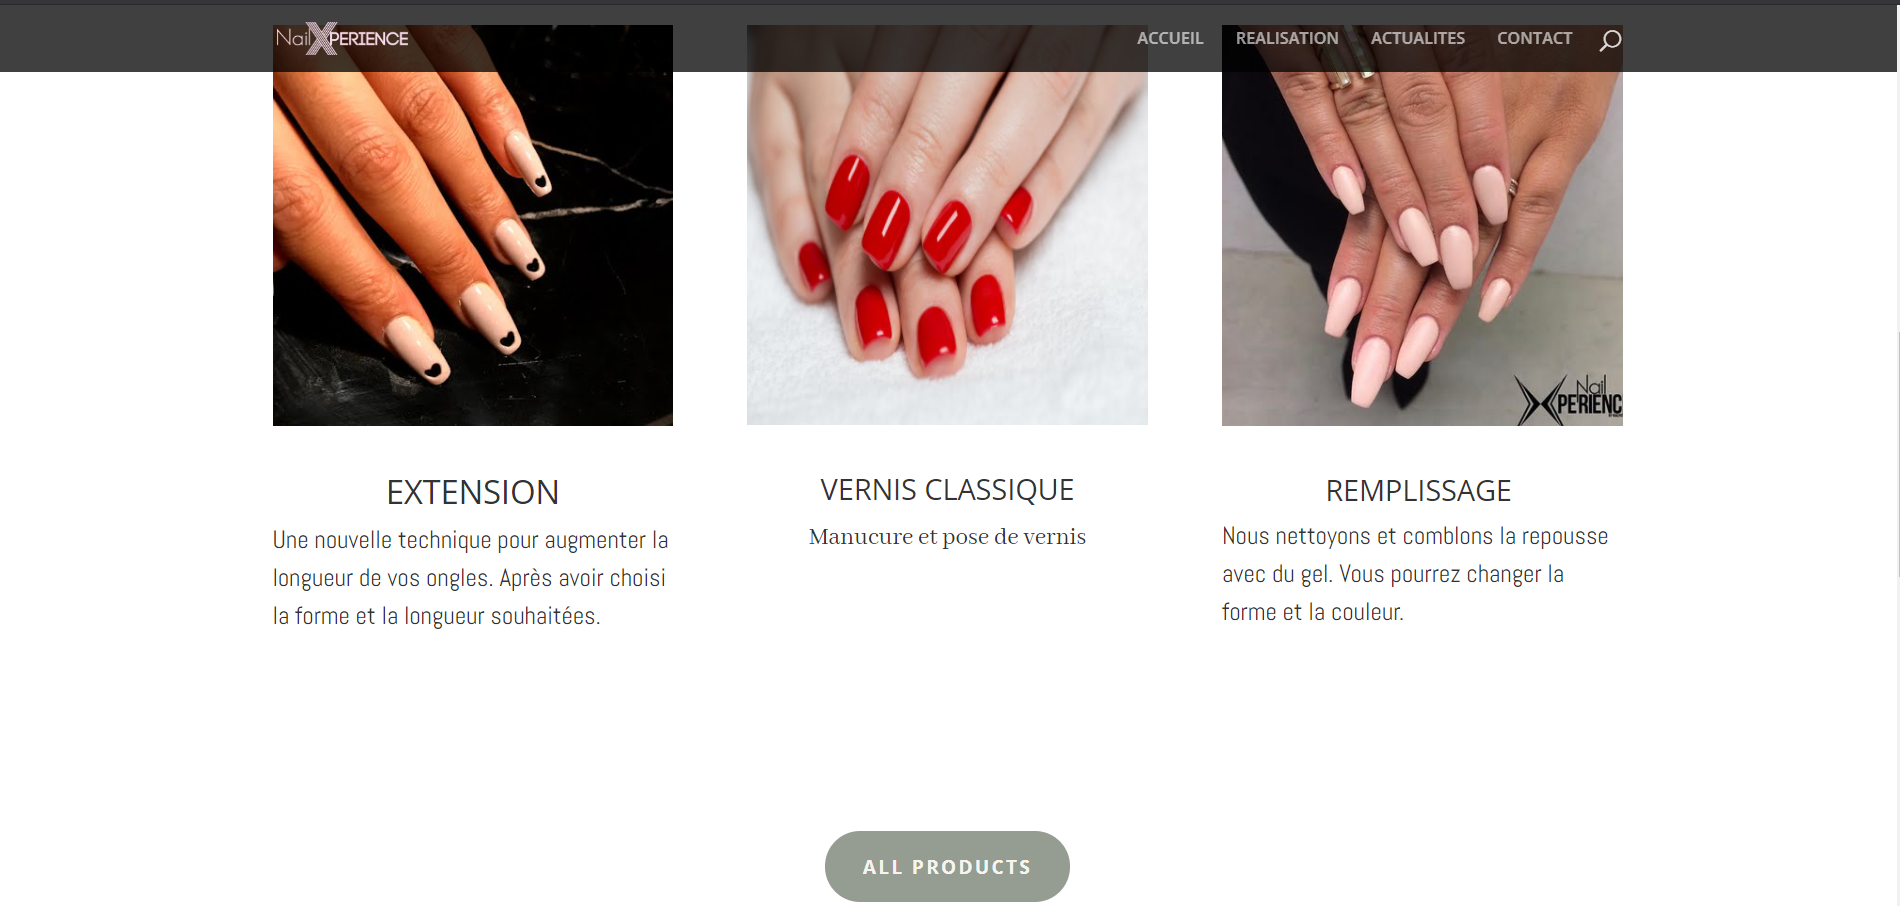 NailXPERIENCE
ACCUEIL REALISATION ACTUALITES CONTACT
Nail
XPERIENC
EXTENSION
Une nouvelle technique pour augmenter la
longueur de vos ongles. Après avoir choisi
la forme et la longueur souhaitées.
VERNIS CLASSIQUE
Manucure et pose de vernis
REMPLISSAGE
Nous nettoyons et comblons la repousse
avec du gel. Vous pourrez changer la
forme et la couleur.
ALL PRODUCTS